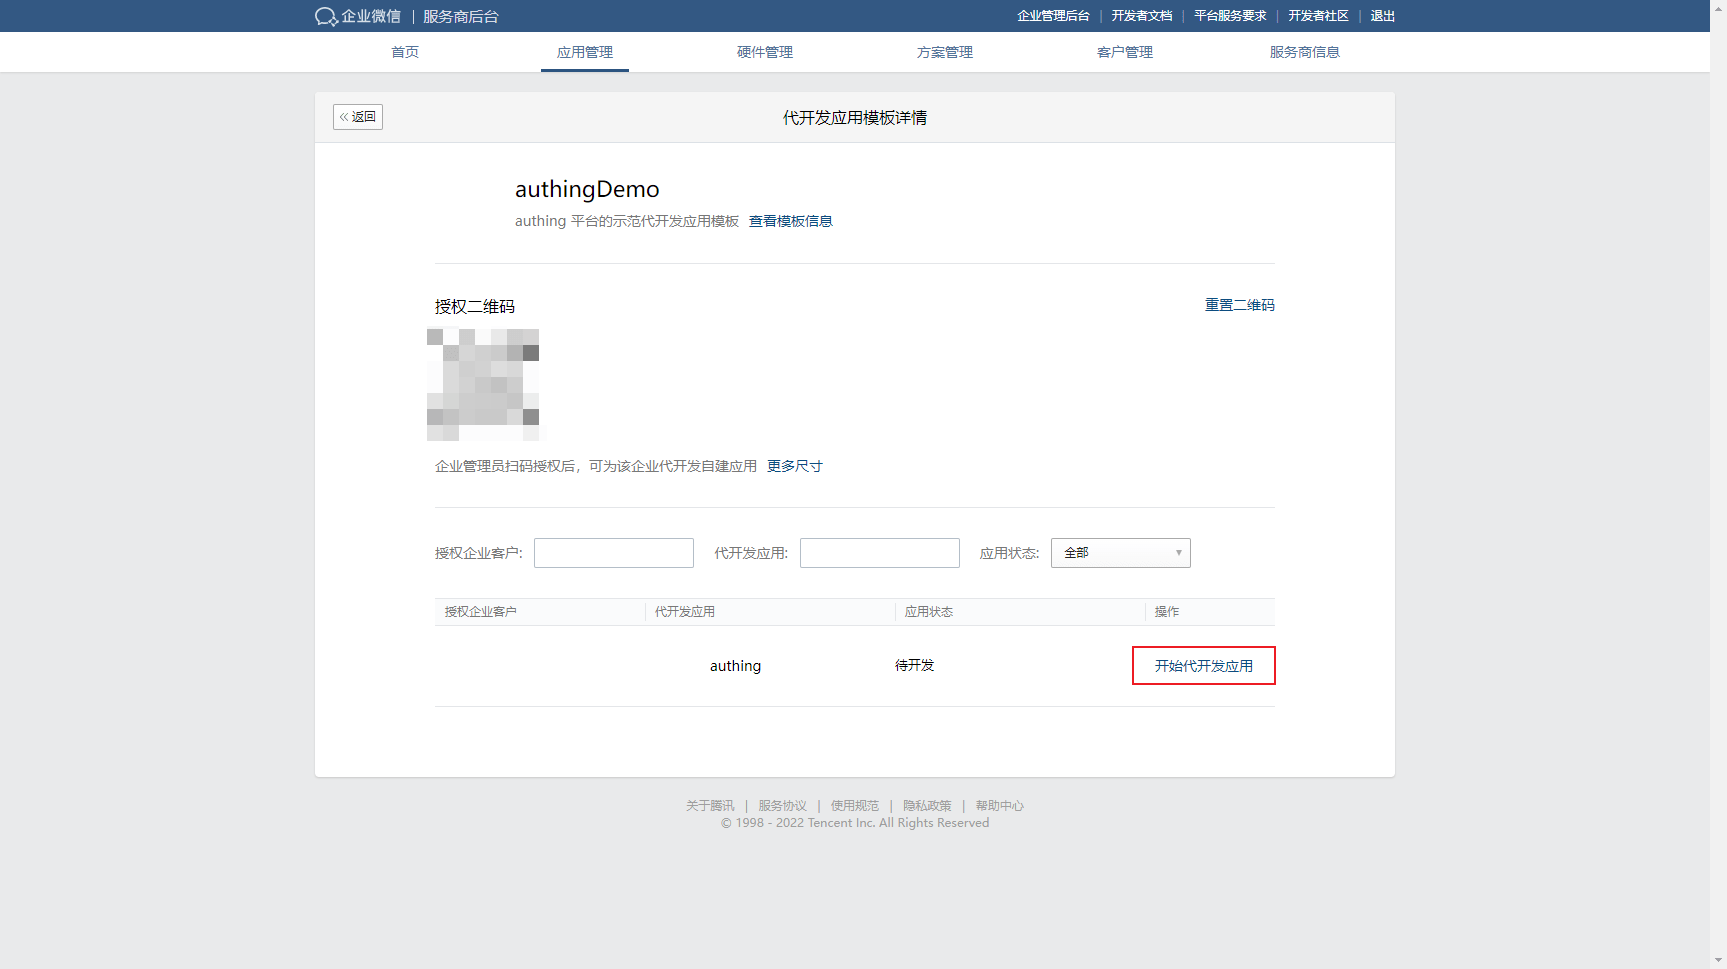 企业微信 | 服务商后台
企业管理后台 | 开发者文档 | 平台服务要求 | 开发者社区 | 退出
首页 应用管理 硬件管理 方案管理 客户管理 服务商信息
« 返回
代开发应用模板详情
authingDemo
authing 平台的示范代开发应用模板 查看模板信息
授权二维码
重置二维码
企业管理员扫码授权后，可为该企业代开发自建应用 更多尺寸
授权企业客户: 代开发应用: 应用状态: 全部
授权企业客户 代开发应用 应用状态 操作
authing 待开发 开始代开发应用
关于腾讯 | 服务协议 | 使用规范 | 隐私政策 | 帮助中心
© 1998 - 2022 Tencent Inc. All Rights Reserved